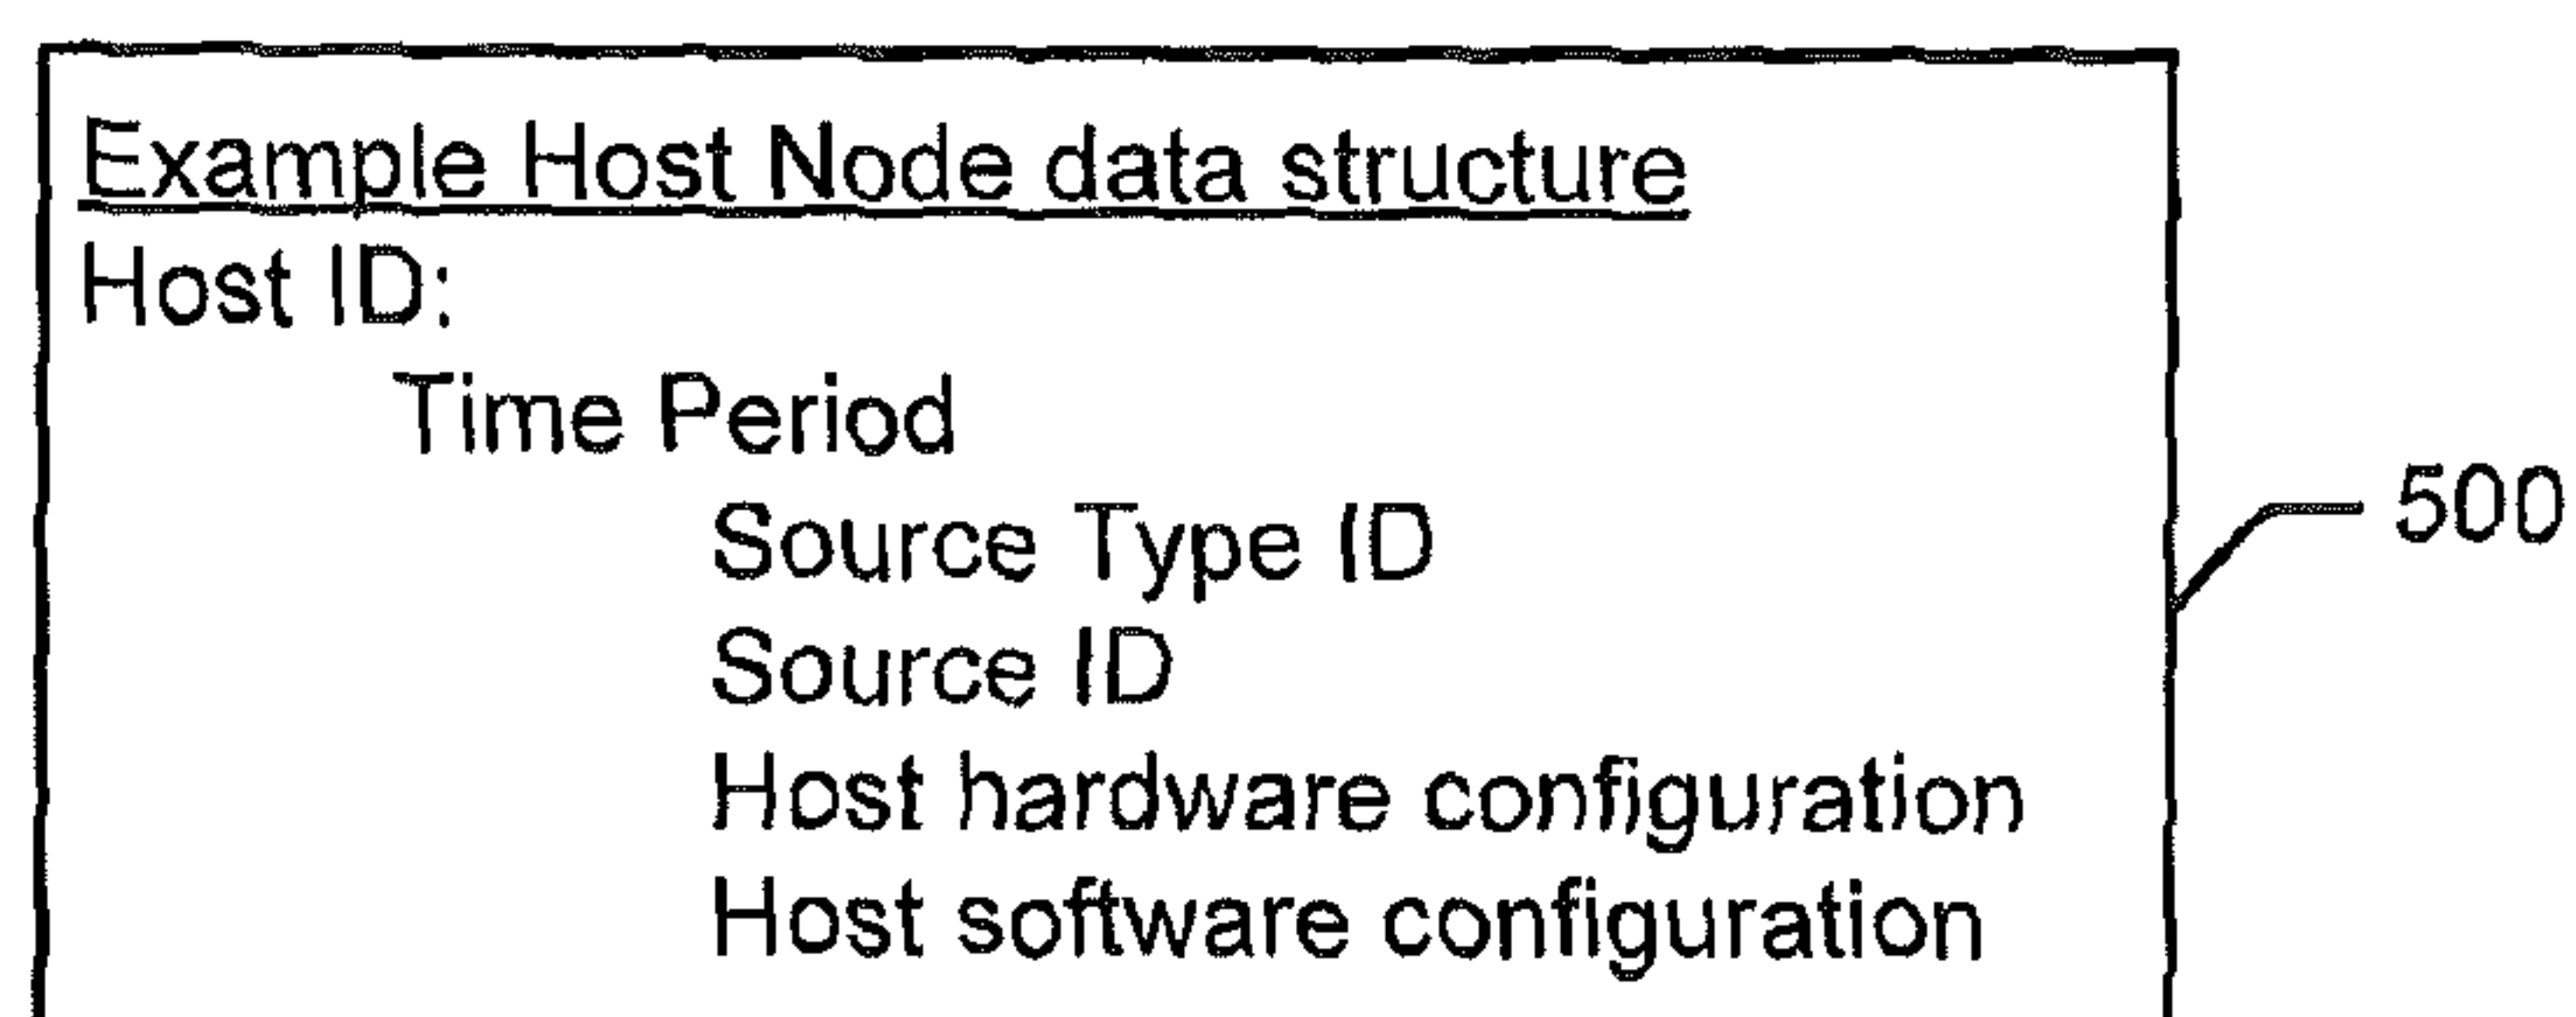 Example Host Node data structure
Host ID:
Time Period
Source Type ID
500
Source ID
Host hardware configuration
Host software configuration